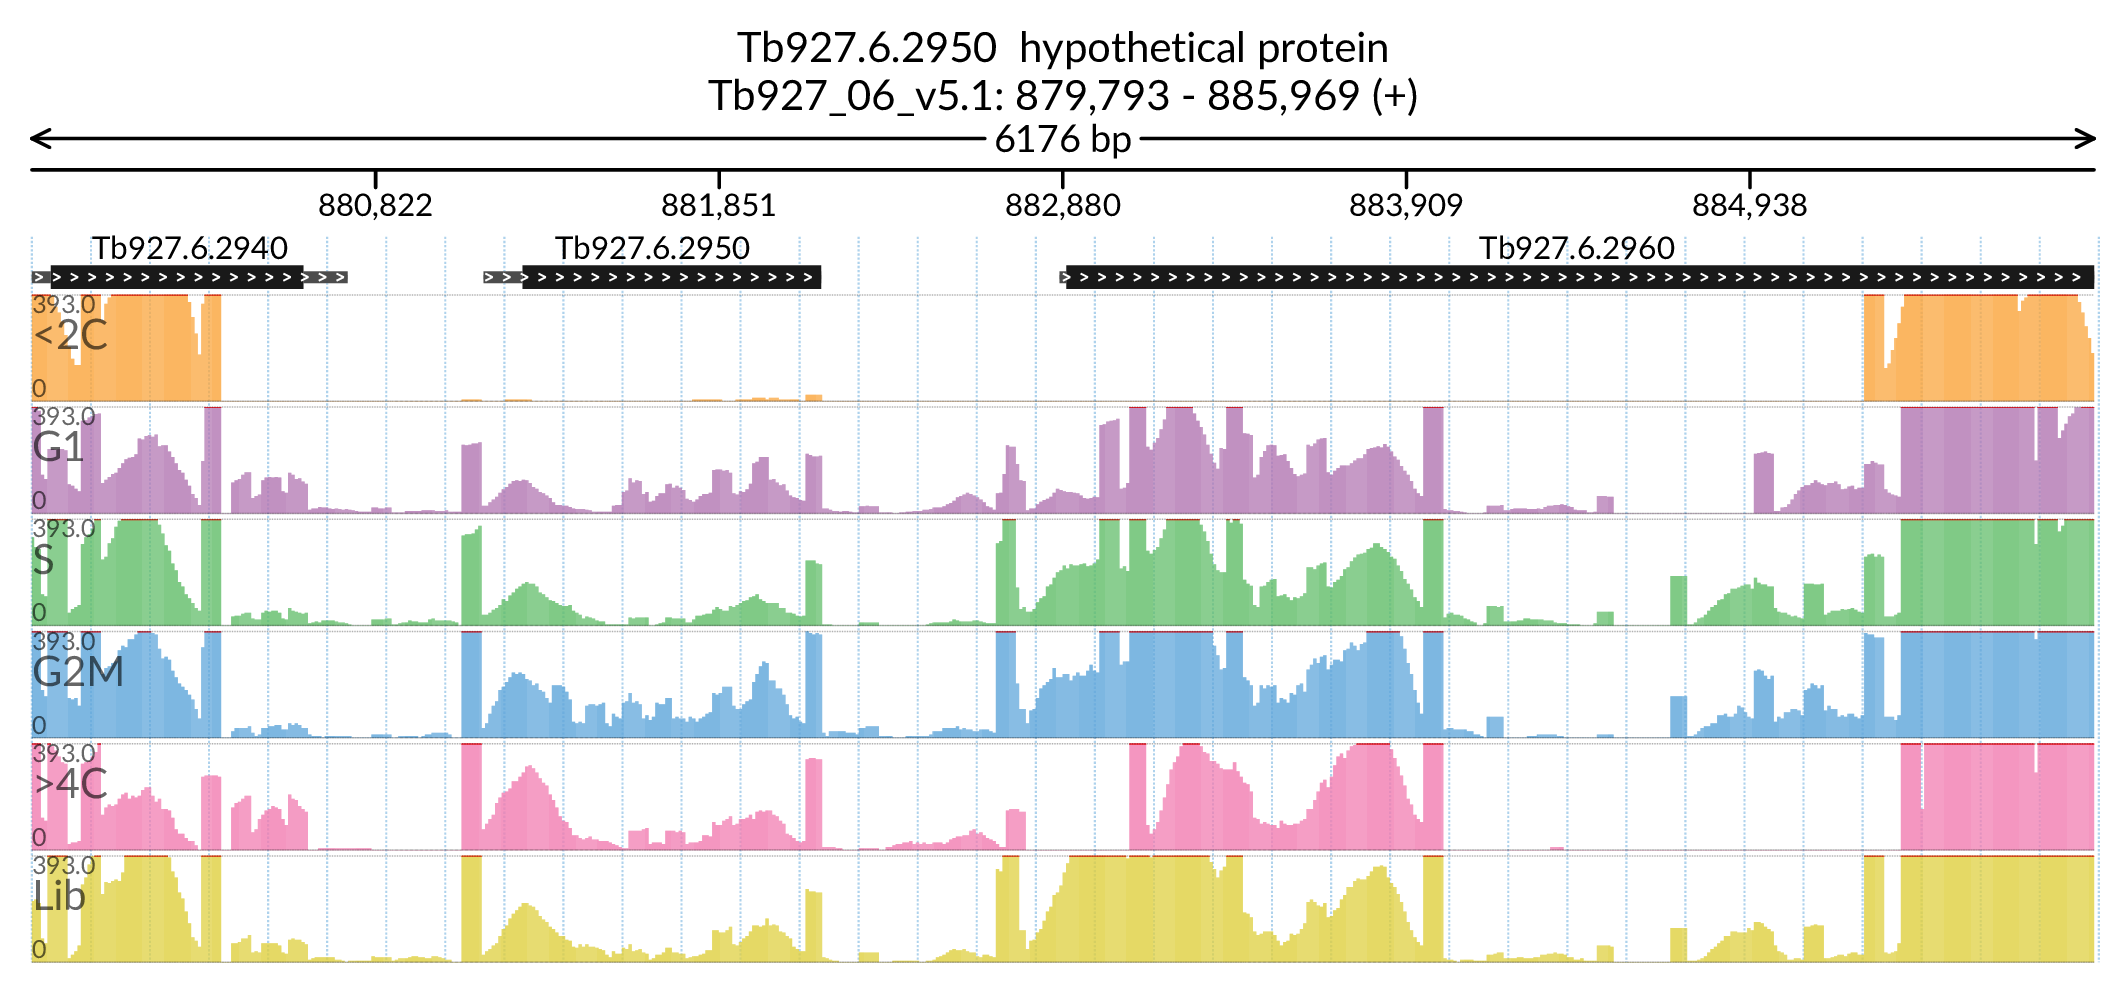 Tb927.6.2950  hypothetical protein
Tb927_06_v5.1: 879,793 - 885,969 (+)
6176 bp
880,822 881,851 882,880 883,909 884,938
Tb927.6.2940 Tb927.6.2950 Tb927.6.2960
393.0
<2C
0
393.0
G1
0
393.0
S
0
393.0
G2M
0
393.0
>4C
0
393.0
Lib
0